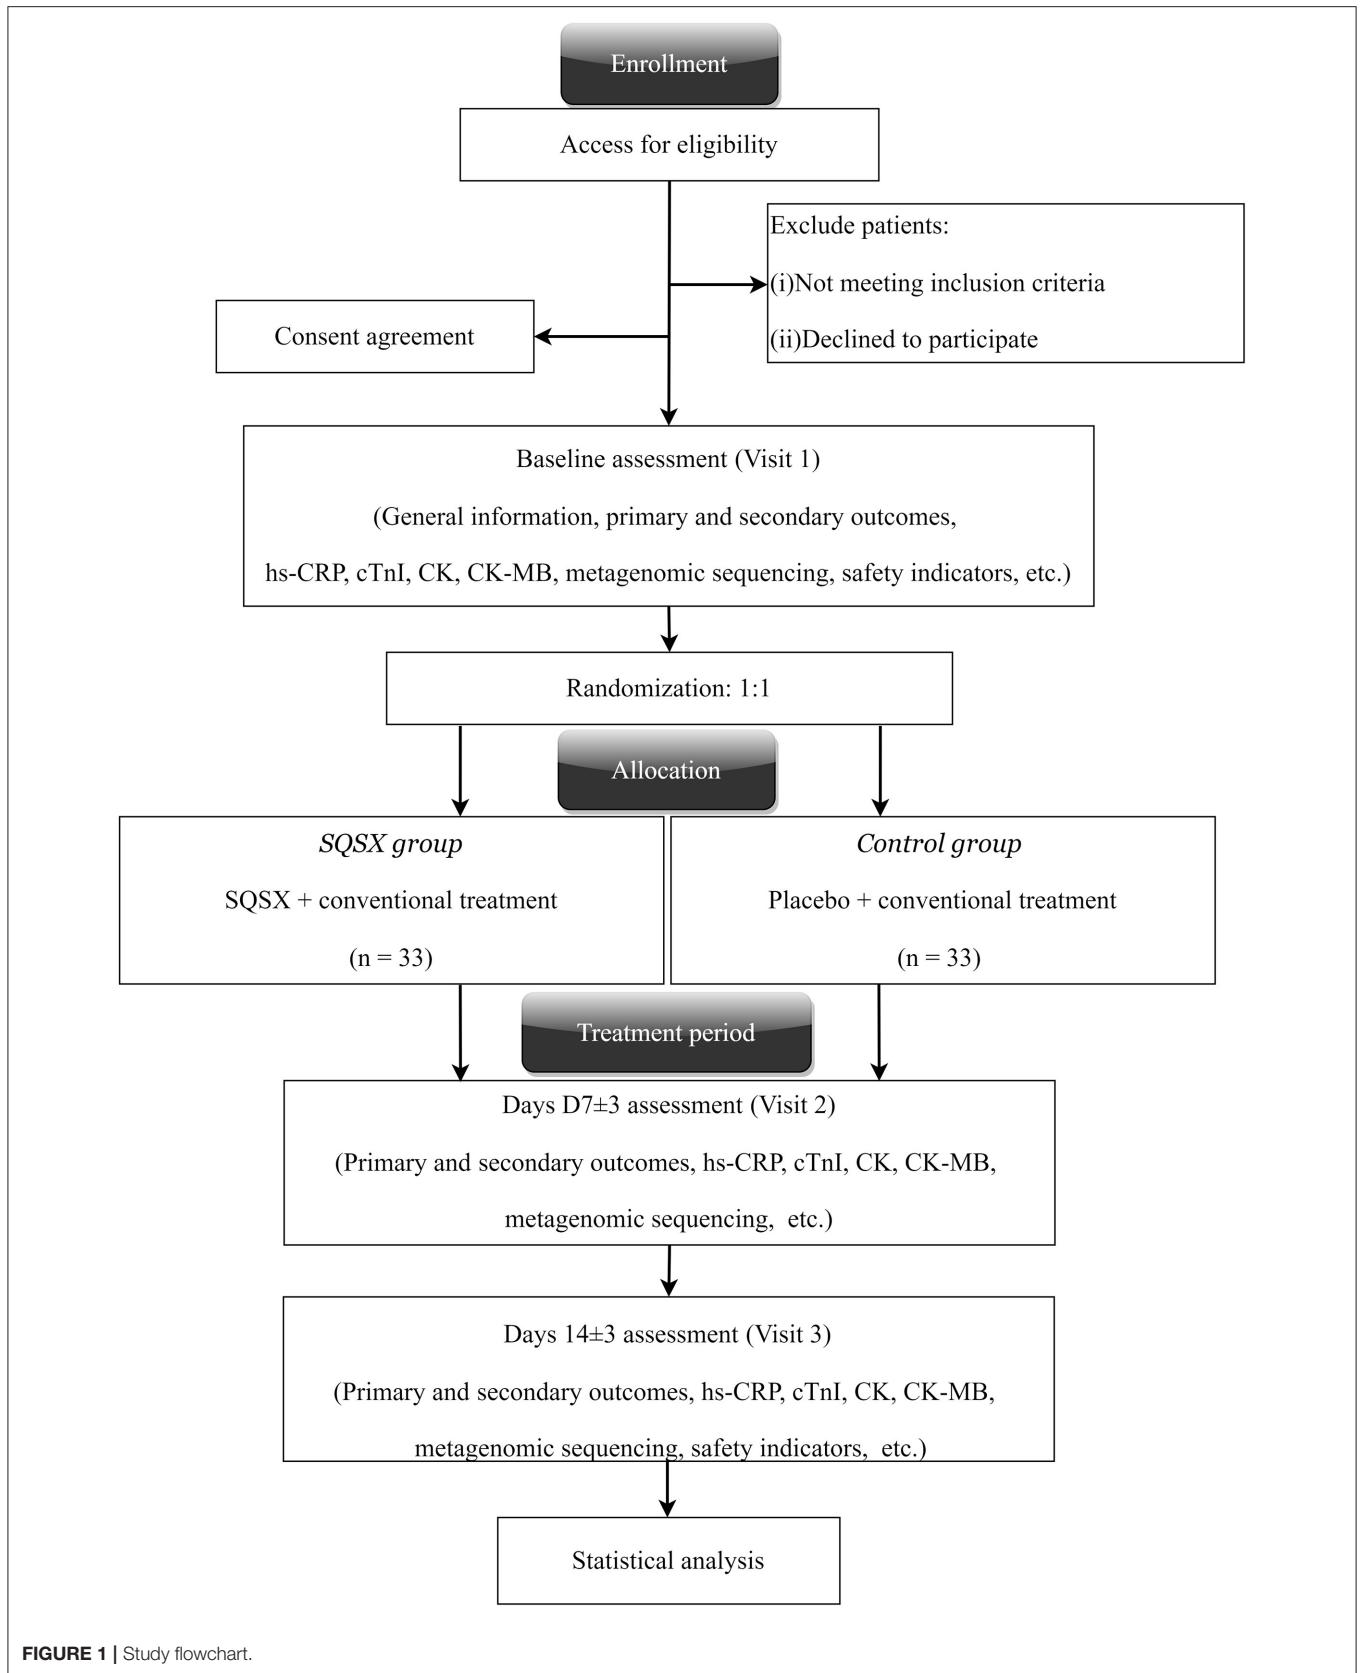 Enrollment
Access for eligibility
Exclude patients:
(i)Not meeting inclusion criteria
(ii)Declined to participate
Consent agreement
Baseline assessment (Visit 1)
(General information, primary and secondary outcomes,
hs-CRP, cTnI, CK, CK-MB, metagenomic sequencing, safety indicators, etc.)
Randomization: 1:1
Allocation
SQSX group
SQSX + conventional treatment
(n = 33)
Control group
Placebo + conventional treatment
(n = 33)
Treatment period
Days D7±3 assessment (Visit 2)
(Primary and secondary outcomes, hs-CRP, cTnI, CK, CK-MB,
metagenomic sequencing, etc.)
Days 14±3 assessment (Visit 3)
(Primary and secondary outcomes, hs-CRP, cTnI, CK, CK-MB,
metagenomic sequencing, safety indicators, etc.)
Statistical analysis
FIGURE 1 | Study flowchart.